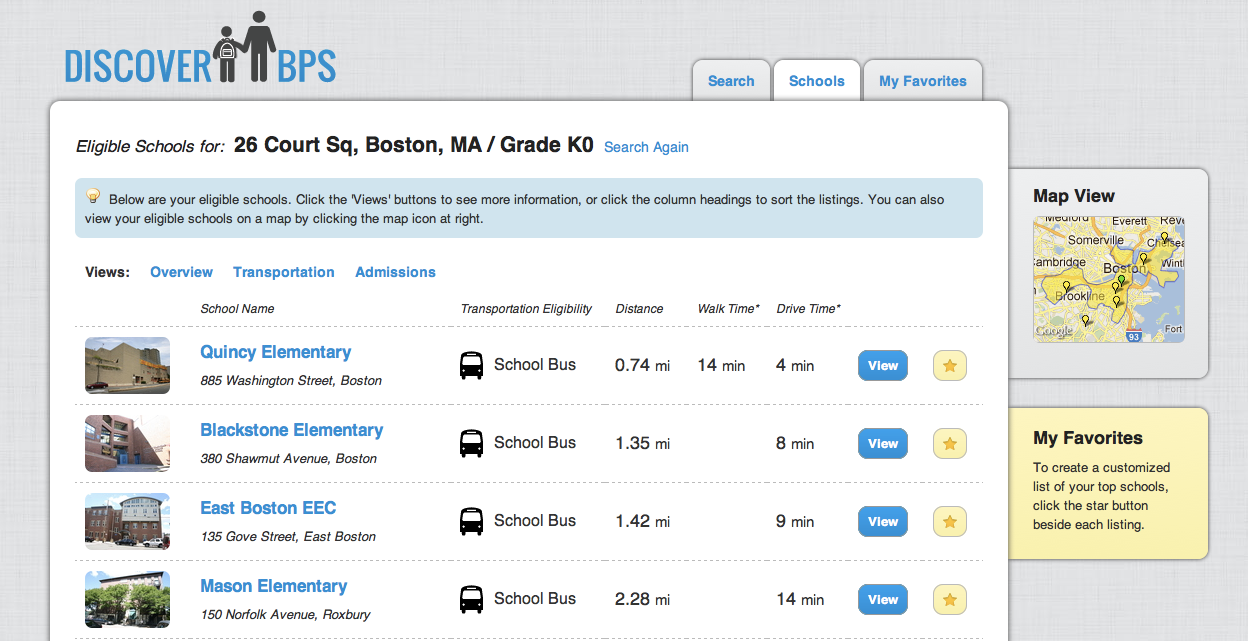 DISCOVER BPS
Search
Schools
My Favorites
Eligible Schools for: 26 Court Sq, Boston, MA / Grade K0 Search Again
Below are your eligible schools. Click the 'Views' buttons to see more information, or click the column headings to sort the listings. You can also
view your eligible schools on a map by clicking the map icon at right.
Views: Overview Transportation Admissions
School Name Transportation Eligibility Distance Walk Time* Drive Time*
Quincy Elementary
885 Washington Street, Boston
School Bus 0.74 mi 14 min 4 min View
Blackstone Elementary
380 Shawmut Avenue, Boston
School Bus 1.35 mi 8 min View
East Boston EEC
135 Gove Street, East Boston
School Bus 1.42 mi 9 min View
Mason Elementary
150 Norfolk Avenue, Roxbury
School Bus 2.28 mi 14 min View
Map View
Medford
Everett
Reve
Somerville
Chelsea
Cambridge
Wint
Boston
Brookline
Google
93
Fort
My Favorites
To create a customized
list of your top schools,
click the star button
beside each listing.